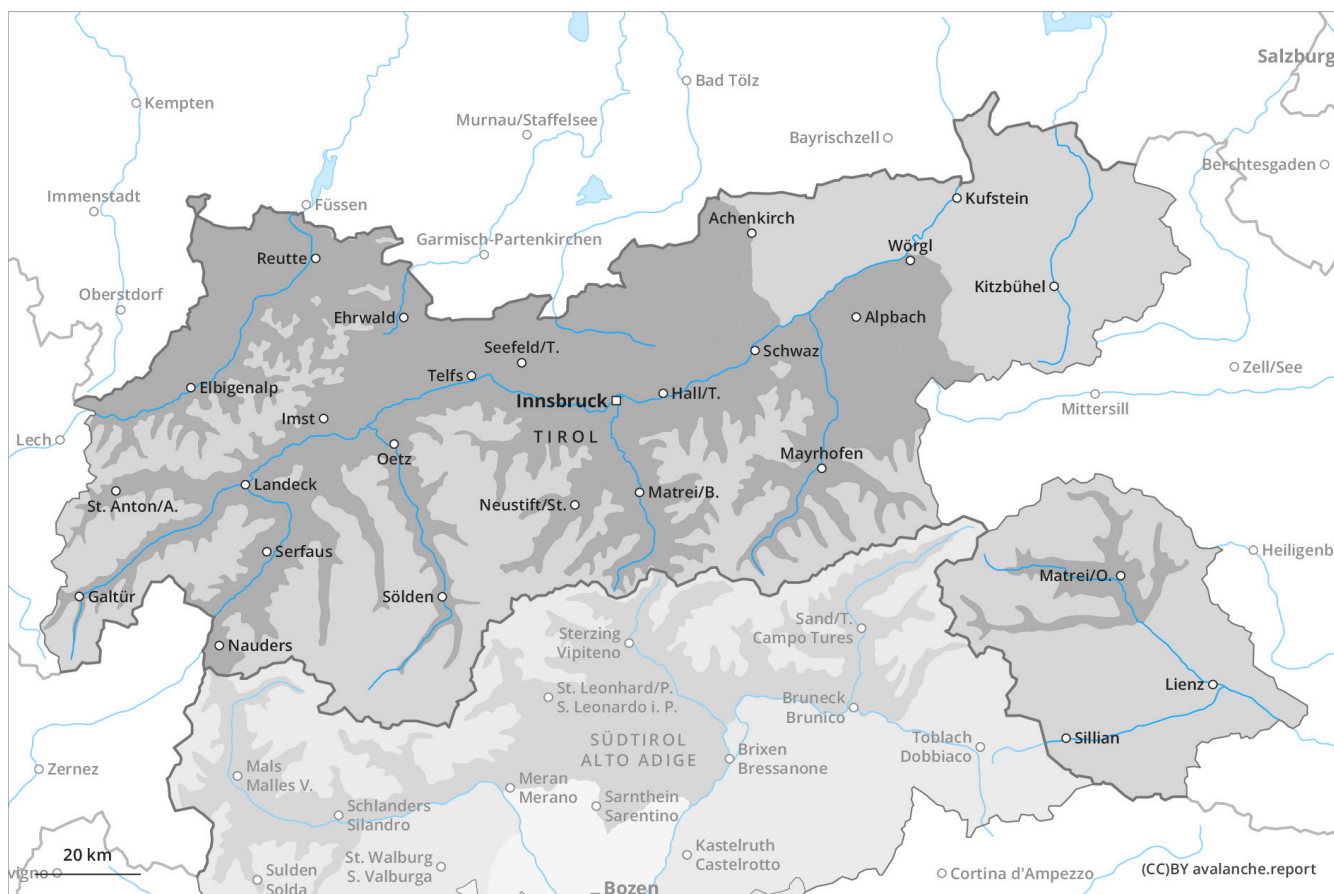 Salzburg
Bad Tölz
Kempten
Murnau/Staffelsee
Bayrischzell
Berchtesgaden
Immenstadt
Füssen
Kufstein
Achenkirch
Garmisch-Partenkirchen
Wörgl
Reutte
Kitzbühel
Oberstdorf
Ehrwald
Alpbach
Seefeld/T.
Schwaz
Zell/See
Telfs
Elbigenalp
Innsbruck
Hall/T.
Mittersill
Imst
TIROL
Lech
Oetz
Mayrhofen
Landeck
Matrei/B.
St. Anton/A.
Neustift/St.
Serfaus
Heiligenb
Matrei/O.
Galtür
Sölden
Sand/T.
Campo Tures
Sterzing
Vipiteno
Nauders
Lienz
St. Leonhard/P.
S. Leonardo i. P.
Bruneck
Brunico
Sillian
SÜDTIROL
ALTO ADIGE
Toblach
Dobbiaco
Brixen
Bressanone
Zernez
Mals
Malles V.
Meran
Merano
Sarnthein
Sarentino
Schlanders
Silandro
Kastelruth
Castelrotto
20 km
St. Walburg
S. Valburga
vigno
Sulden
Solda
Cortina d'Ampezzo
(CC)BY avalanche.report
Bozen